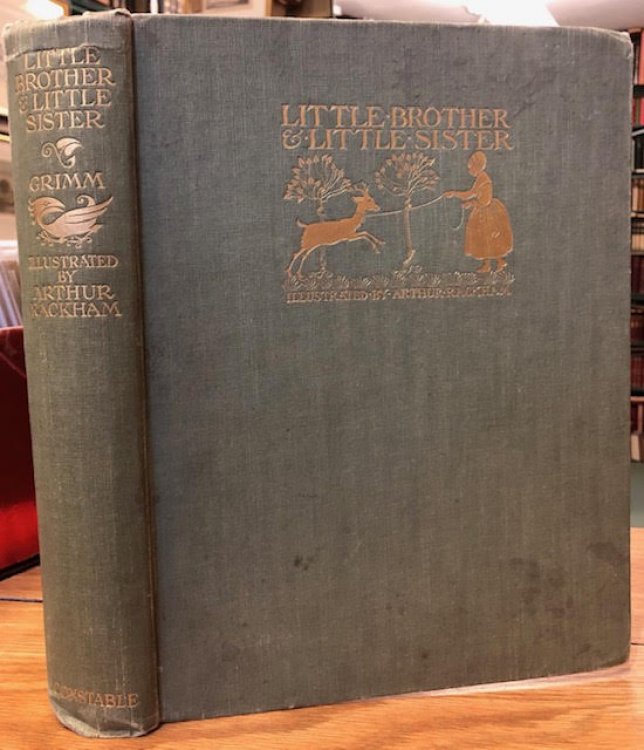 LITTLE
BROTHER
& LITTLE
SISTER
GRIMM
ILLUSTRATED
BY
ARTHUR
RACKHAM
CONSTABLE
LITTLE·BROTHER
&·LITTLE·SISTER
ILLUSTRATED·BY·ARTHUR·RACKHAM